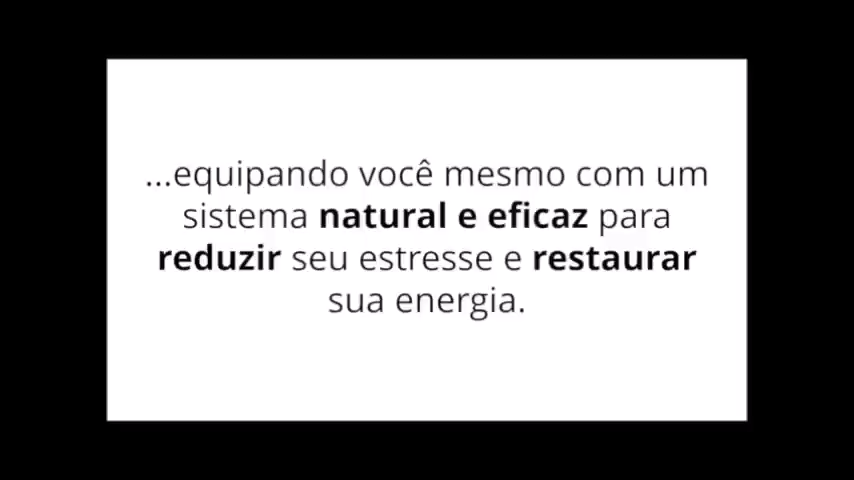 ...equipando você mesmo com um
sistema natural e eficaz para
reduzir seu estresse e restaurar
sua energia.